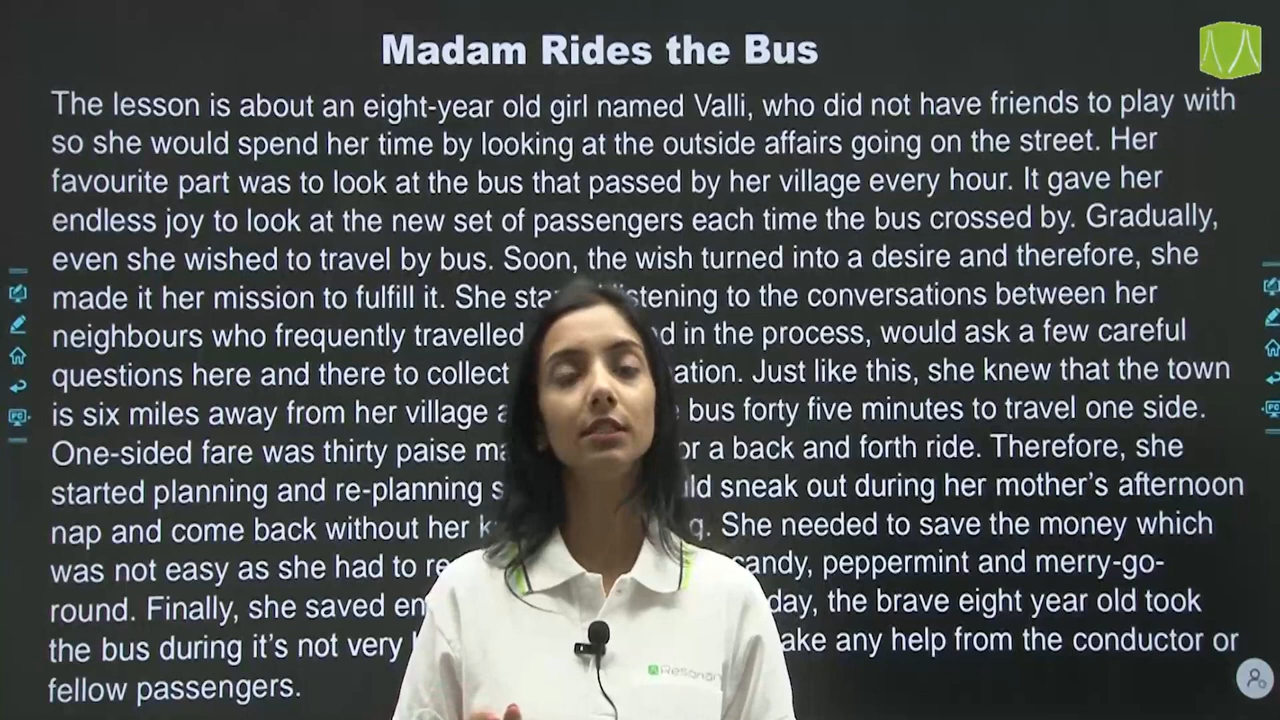 Madam Rides the Bus
The lesson is about an eight-year old girl named Valli, who did not have friends to play with
so she would spend her time by looking at the outside affairs going on the street. Her
favourite part was to look at the bus that passed by her village every hour. It gave her
endless joy to look at the new set of passengers each time the bus crossed by. Gradually,
even she wished to travel by bus. Soon, the wish turned into a desire and therefore, she
made it her mission to fulfill it. She listening to the conversations between her
neighbours who frequently travelled in the process, would ask a few careful
questions here and there to collect Just like this, she knew that the town
is six miles away from her village bus forty five minutes to travel one side.
One-sided fare was thirty paise a back and forth ride. Therefore, she
started planning and re-planning sneak out during her mother's afternoon
nap and come back without her She needed to save the money which
was not easy as she had to candy, peppermint and merry-go-
round. Finally, she saved day, the brave eight year old took
the bus during it's not very any help from the conductor or
fellow passengers.
PC
PC
Resonan